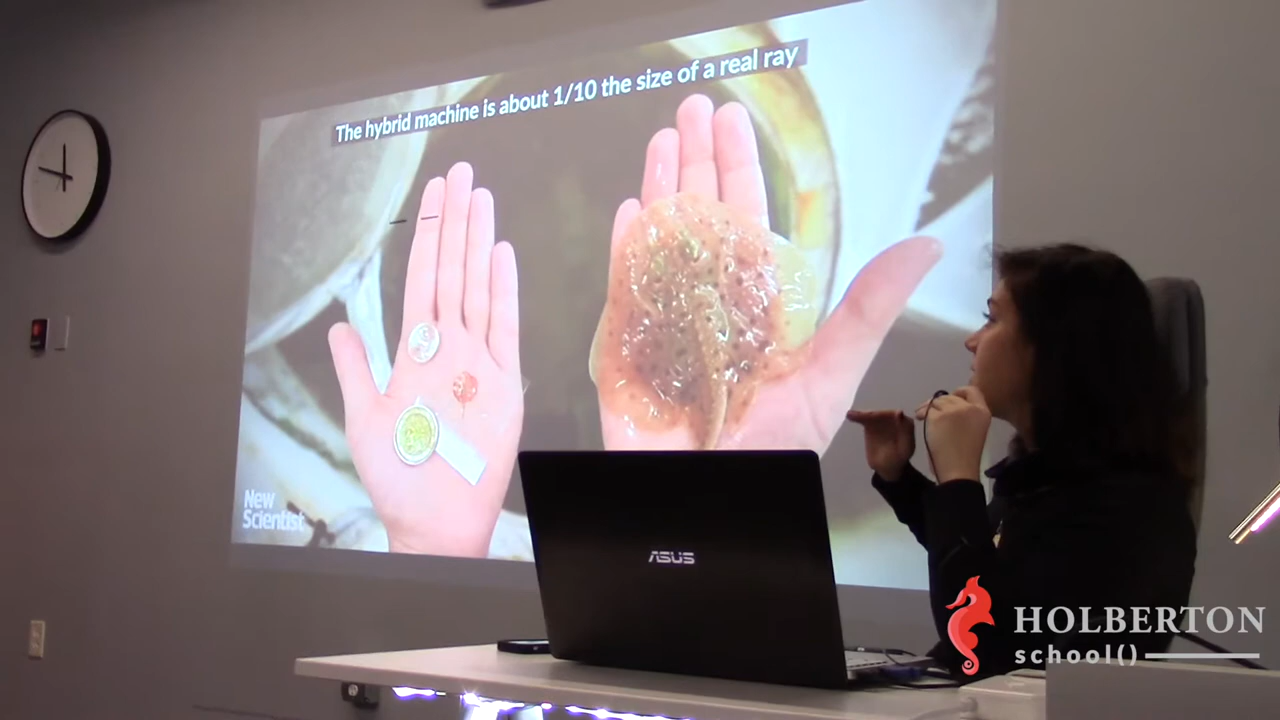 The hybrid machine is about 1/10 the size of a real ray
New
Scientist
ASUS
HOLBERTON
school()